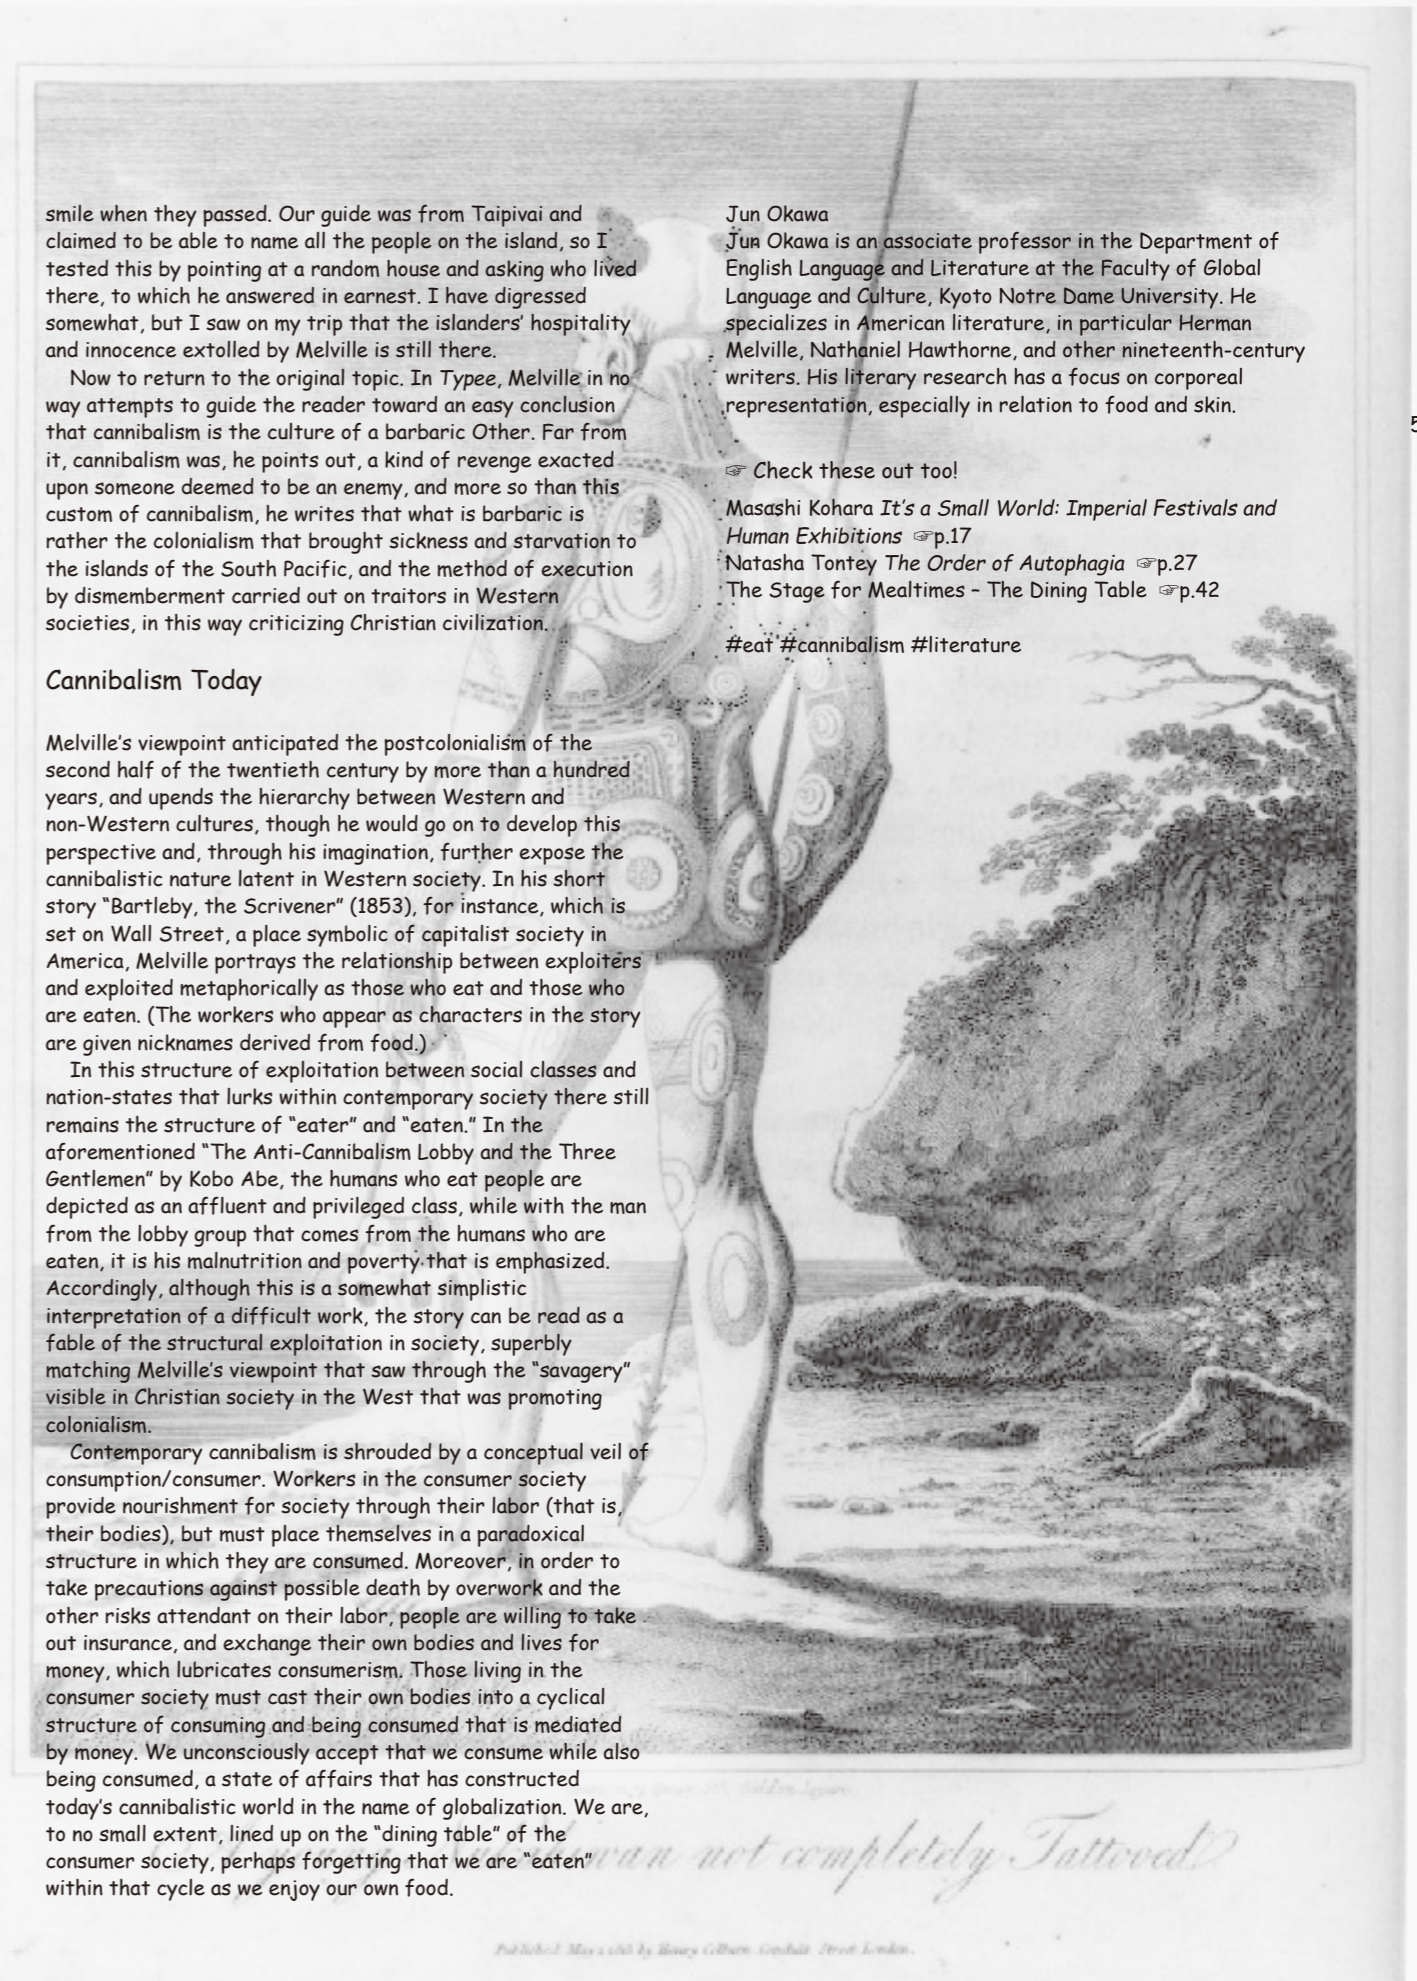 smile when they passed. Our guide was from Taipivai and
claimed to be able to name all the people on the island, so I
tested this by pointing at a random house and asking who lived
there, to which he answered in earnest. I have digressed
somewhat, but I saw on my trip that the islanders’ hospitality
and innocence extolled by Melville is still there.
Now to return to the original topic. In Typee, Melville in no
way attempts to guide the reader toward an easy conclusion
that cannibalism is the culture of a barbaric Other. Far from
it, cannibalism was, he points out, a kind of revenge exacted
upon someone deemed to be an enemy, and more so than this
custom of cannibalism, he writes that what is barbaric is
rather the colonialism that brought sickness and starvation to
the islands of the South Pacific, and the method of execution
by dismemberment carried out on traitors in Western
societies, in this way criticizing Christian civilization.
Cannibalism Today
Melville’s viewpoint anticipated the postcolonialism of the
second half of the twentieth century by more than a hundred
years, and upends the hierarchy between Western and
non-Western cultures, though he would go on to develop this
perspective and, through his imagination, further expose the
cannibalistic nature latent in Western society. In his short
story “Bartleby, the Scrivener” (1853), for instance, which is
set on Wall Street, a place symbolic of capitalist society in
America, Melville portrays the relationship between exploiters
and exploited metaphorically as those who eat and those who
are eaten. (The workers who appear as characters in the story
are given nicknames derived from food.)
In this structure of exploitation between social classes and
nation-states that lurks within contemporary society there still
remains the structure of “eater” and “eaten.” In the
aforementioned “The Anti-Cannibalism Lobby and the Three
Gentlemen” by Kobo Abe, the humans who eat people are
depicted as an affluent and privileged class, while with the man
from the lobby group that comes from the humans who are
eaten, it is his malnutrition and poverty that is emphasized.
Accordingly, although this is a somewhat simplistic
interpretation of a difficult work, the story can be read as a
fable of the structural exploitation in society, superbly
matching Melville’s viewpoint that saw through the “savagery”
visible in Christian society in the West that was promoting
colonialism.
Contemporary cannibalism is shrouded by a conceptual veil of
consumption/consumer. Workers in the consumer society
provide nourishment for society through their labor (that is,
their bodies), but must place themselves in a paradoxical
structure in which they are consumed. Moreover, in order to
take precautions against possible death by overwork and the
other risks attendant on their labor, people are willing to take
out insurance, and exchange their own bodies and lives for
money, which lubricates consumerism. Those living in the
consumer society must cast their own bodies into a cyclical
structure of consuming and being consumed that is mediated
by money. We unconsciously accept that we consume while also
being consumed, a state of affairs that has constructed
today’s cannibalistic world in the name of globalization. We are,
to no small extent, lined up on the “dining table” of the
consumer society, perhaps forgetting that we are “eaten”
within that cycle as we enjoy our own food.
Jun Okawa
Jun Okawa is an associate professor in the Department of
English Language and Literature at the Faculty of Global
Language and Culture, Kyoto Notre Dame University. He
specializes in American literature, in particular Herman
Melville, Nathaniel Hawthorne, and other nineteenth-century
writers. His literary research has a focus on corporeal
representation, especially in relation to food and skin.
☞ Check these out too!
Masashi Kohara It’s a Small World: Imperial Festivals and
Human Exhibitions ☞p.17
Natasha Tontey The Order of Autophagia ☞p.27
The Stage for Mealtimes – The Dining Table ☞p.42
#eat #cannibalism #literature
5
not completely Tattoved
Published May by Henry Colburn, Conduit Street London.